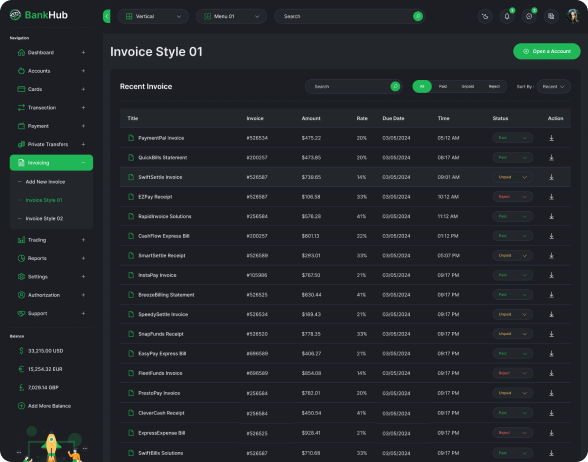 BankHub
Vertical
Menu 01
Search
Navigation
Dashboard
Accounts
Cards
Transection
Payment
Private Transfers
Invoicing
Add New Invoice
Invoice Style 01
Invoice Style 02
Trading
Reports
Settings
Authorization
Support
Balance
33,215.00 USD
15,254.32 EUR
7,029.14 GBP
Add More Balance
Invoice Style 01
Open a Account
Recent Invoice
Search
All
Paid
Unpaid
Reject
Sort By :
Recent
Title Invoice Amount Rate Due Date Time Status Action
PaymentPal Invoice #526534 $475.22 20% 03/05/2024 05:12 AM Paid
QuickBills Statement #200257 $473.85 20% 03/05/2024 08:17 AM Paid
SwiftSettle Invoice #526587 $739.65 14% 03/05/2024 09:01 AM Unpaid
EZPay Receipt #526587 $106.58 33% 03/05/2024 10:12 AM Reject
RapidInvoice Solutions #256584 $576.28 41% 03/05/2024 11:12 AM Paid
CashFlow Express Bill #200257 $601.13 22% 03/05/2024 01:12 PM Paid
SmartSettle Receipt #526589 $293.01 33% 03/05/2024 05:07 PM Unpaid
InstaPay Invoice #105986 $767.50 21% 03/05/2024 09:17 PM Paid
BreezeBilling Statement #526525 $630.44 41% 03/05/2024 09:17 PM Paid
SpeedySettle Invoice #526534 $169.43 21% 03/05/2024 09:17 PM Unpaid
SnapFunds Receipt #526520 $778.35 33% 03/05/2024 09:17 PM Unpaid
EasyPay Express Bill #696589 $406.27 21% 03/05/2024 09:17 PM Paid
FleetFunds Invoice #696589 $854.08 14% 03/05/2024 09:17 PM Reject
PrestoPay Invoics #256584 $782.01 20% 03/05/2024 09:17 PM Unpaid
CleverCash Receipt #256584 $450.54 41% 03/05/2024 09:17 PM Paid
ExpressExpense Bill #526525 $928.41 21% 03/05/2024 09:17 PM Reject
SwiftBills Solutions #526587 $710.68 33% 03/05/2024 09:17 PM Paid